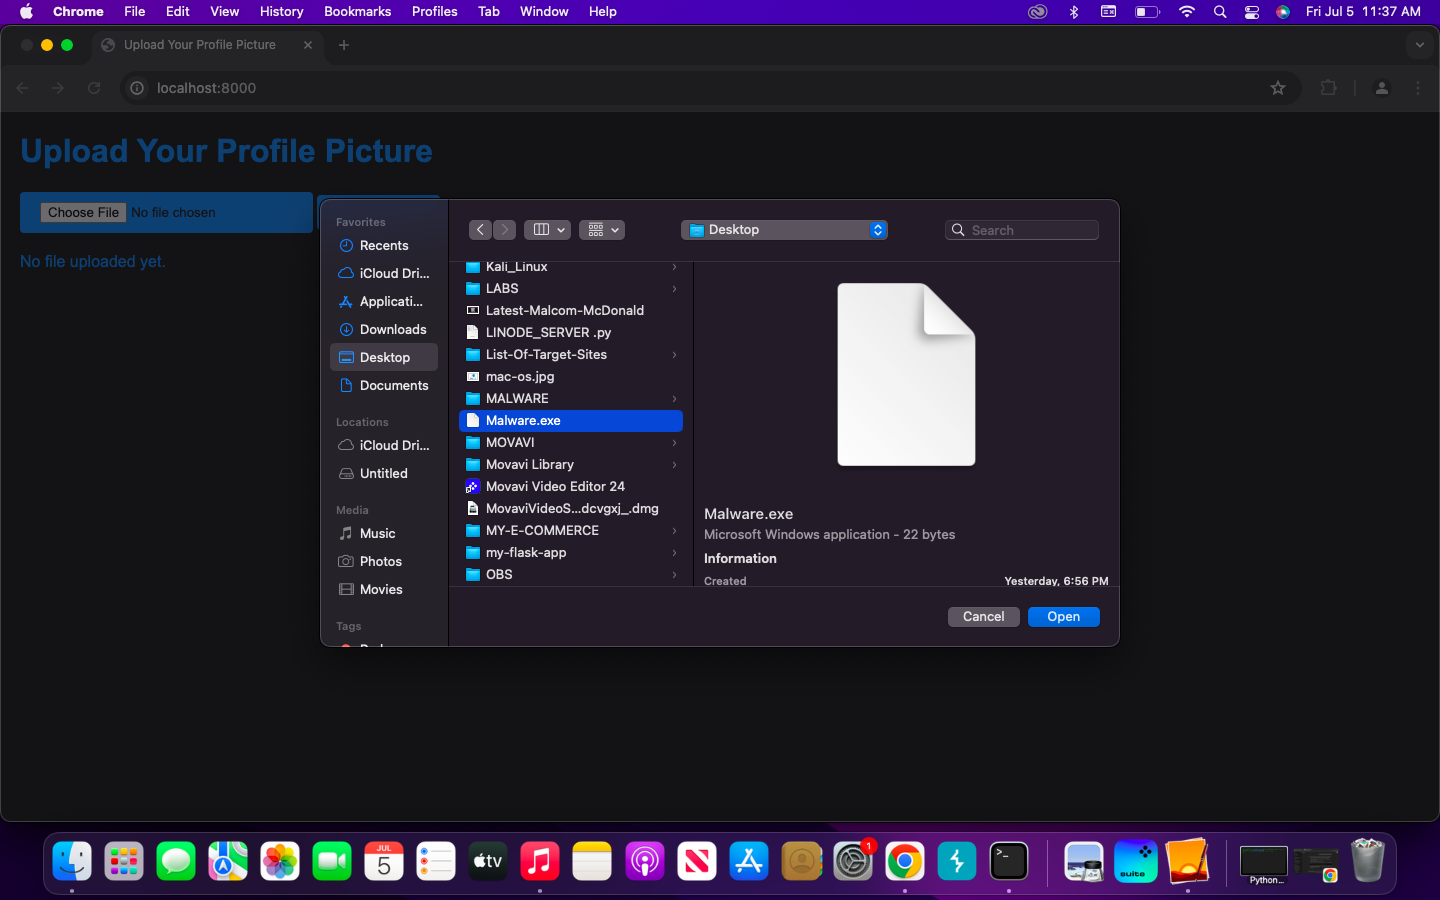 Chrome File Edit View History Bookmarks Profiles Tab Window Help Fri Jul 5 11:37 AM
Upload Your Profile Picture
localhost:8000
Upload Your Profile Picture
Choose File No file chosen
No file uploaded yet.
Favorites
Recents
iCloud Dri...
Applicati...
Downloads
Desktop
Documents
Locations
iCloud Dri...
Untitled
Media
Music
Photos
Movies
Tags
Desktop
Search
Kali_Linux
LABS
Latest-Malcom-McDonald
LINODE_SERVER .py
List-Of-Target-Sites
mac-os.jpg
MALWARE
Malware.exe
MOVAVI
Movavi Library
Movavi Video Editor 24
MovaviVideoS...dcvgxj_.dmg
MY-E-COMMERCE
my-flask-app
OBS
Malware.exe
Microsoft Windows application - 22 bytes
Information
Created Yesterday, 6:56 PM
Cancel Open
JUL
5
tv
1
suite
Python...